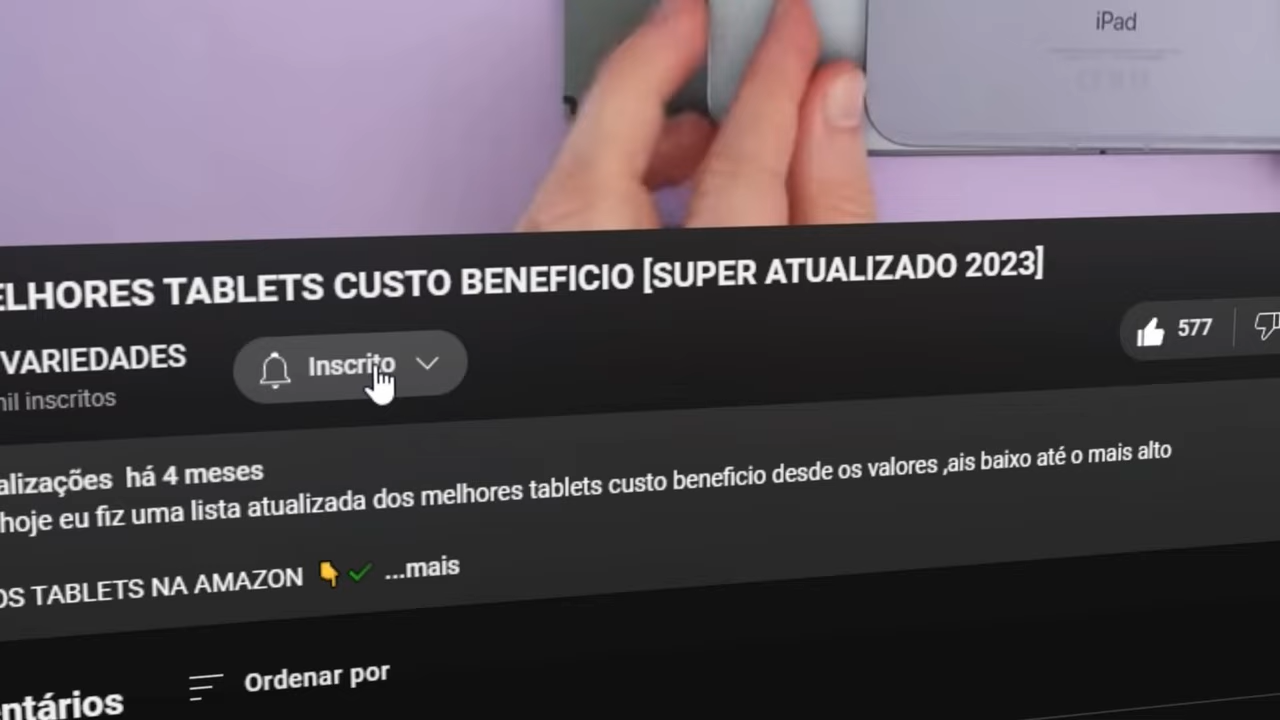 iPad
ELHORES TABLETS CUSTO BENEFICIO [SUPER ATUALIZADO 2023]
VARIEDADES
Inscrito
577
mil inscritos
alizações há 4 meses
hoje eu fiz uma lista atualizada dos melhores tablets custo beneficio desde os valores ,ais baixo até o mais alto
OS TABLETS NA AMAZON 👇✔ ...mais
ntários
Ordenar por